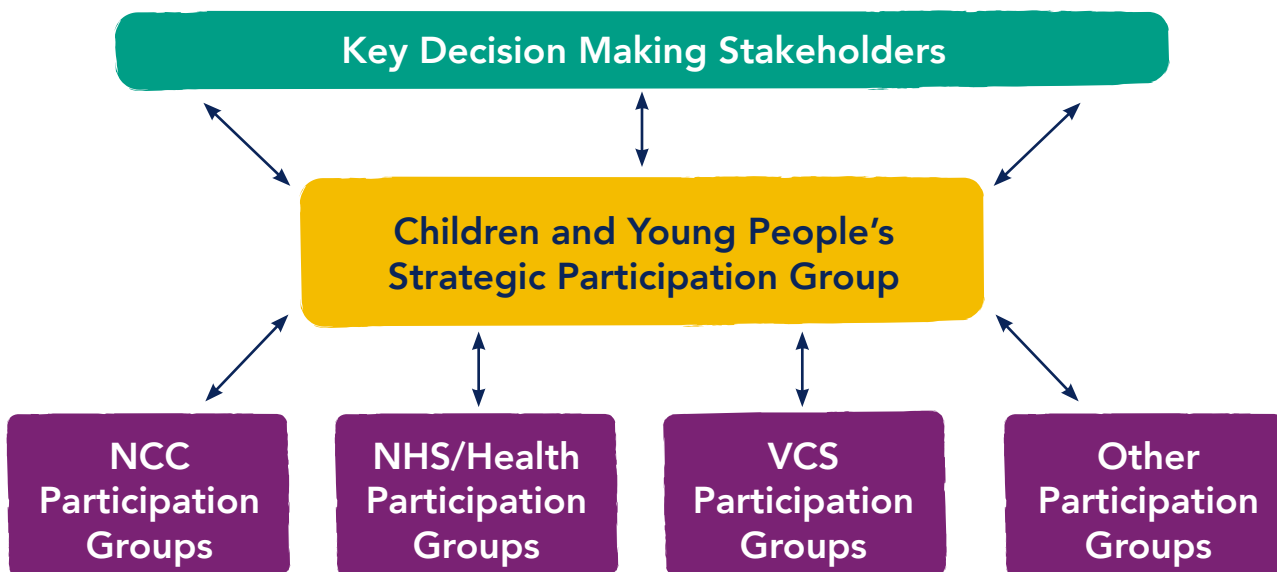 Key Decision Making Stakeholders
Children and Young People’s
Strategic Participation Group
NCC
Participation
Groups
NHS/Health
Participation
Groups
VCS
Participation
Groups
Other
Participation
Groups